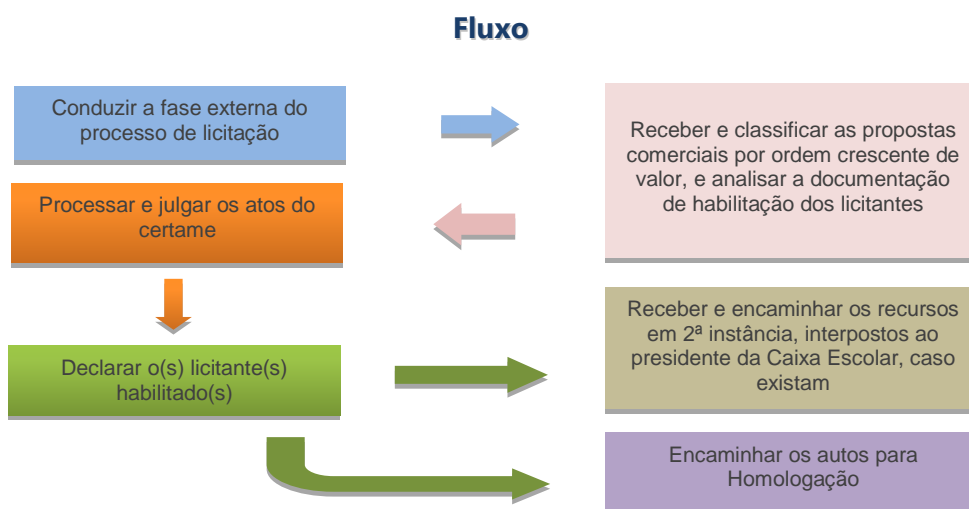 Fluxo
Conduzir a fase externa do
processo de licitação
Receber e classificar as propostas
comerciais por ordem crescente de
valor, e analisar a documentação
de habilitação dos licitantes
Processar e julgar os atos do
certame
Declarar o(s) licitante(s)
habilitado(s)
Receber e encaminhar os recursos
em 2ª instância, interpostos ao
presidente da Caixa Escolar, caso
existam
Encaminhar os autos para
Homologação